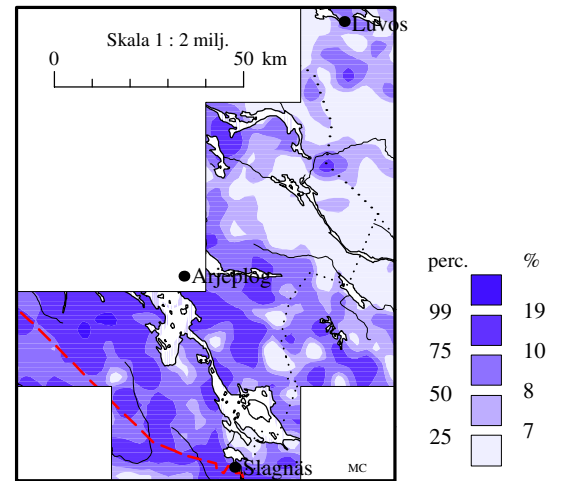 Luvos
Skala 1 : 2 milj.
0 50 km
Arjeplog
perc. %
99 19
75 10
50 8
25 7
Slagnäs
MC